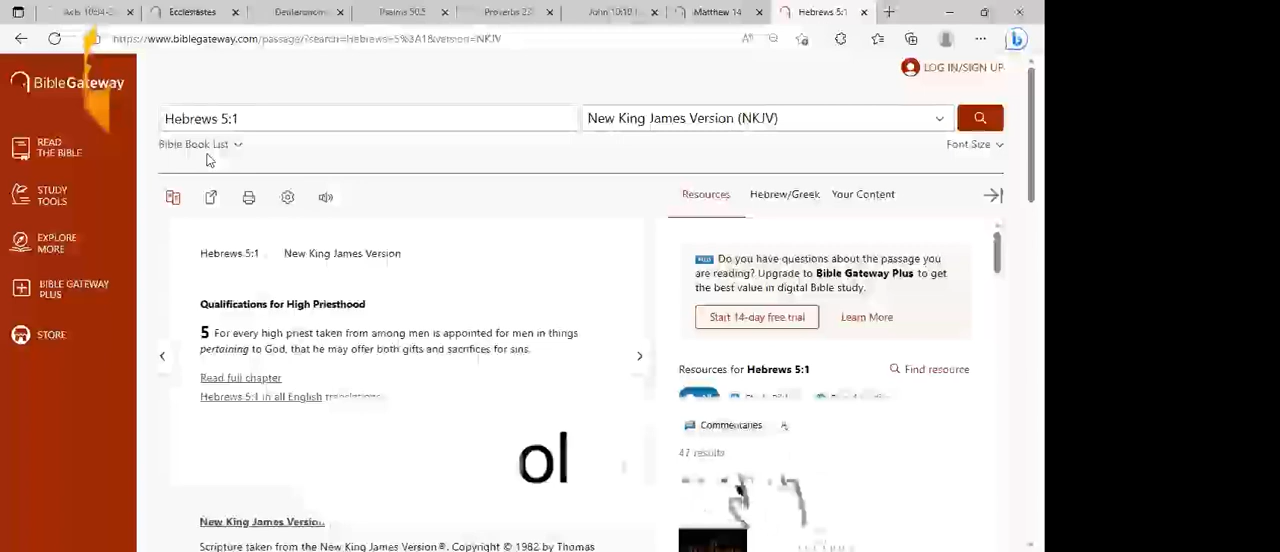 Ecclesiastes
Psalms 50:5
John 10:10
Matthew 14
Hebrews 5:1
https://www.biblegateway.com/passage/?search=Hebrews+5%3A1&version=NKJV
BibleGateway
LOG IN/SIGN UP
Hebrews 5:1
New King James Version (NKJV)
Bible Book List
Font Size
READ
THE BIBLE
STUDY
TOOLS
EXPLORE
MORE
BIBLE GATEWAY
PLUS
STORE
Resources Hebrew/Greek Your Content
Hebrews 5:1 New King James Version
Qualifications for High Priesthood
5 For every high priest taken from among men is appointed for men in things
pertaining to God, that he may offer both gifts and sacrifices for sins.
Read full chapter
Hebrews 5:1 in all English translations
PLUS Do you have questions about the passage you
are reading? Upgrade to Bible Gateway Plus to get
the best value in digital Bible study.
Start 14-day free trial Learn More
Resources for Hebrews 5:1 Find resource
All
Commentaries
42 results
ol
New King James Version
Scripture taken from the New King James Version®. Copyright © 1982 by Thomas